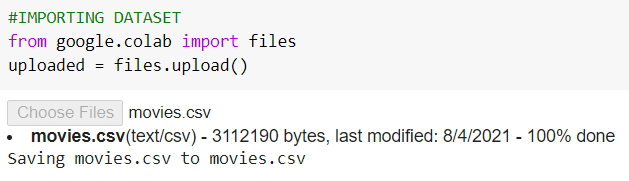 #IMPORTING DATASET
from google.colab import files
uploaded = files.upload()
Choose Files movies.csv
• movies.csv(text/csv) - 3112190 bytes, last modified: 8/4/2021 - 100% done
Saving movies.csv to movies.csv